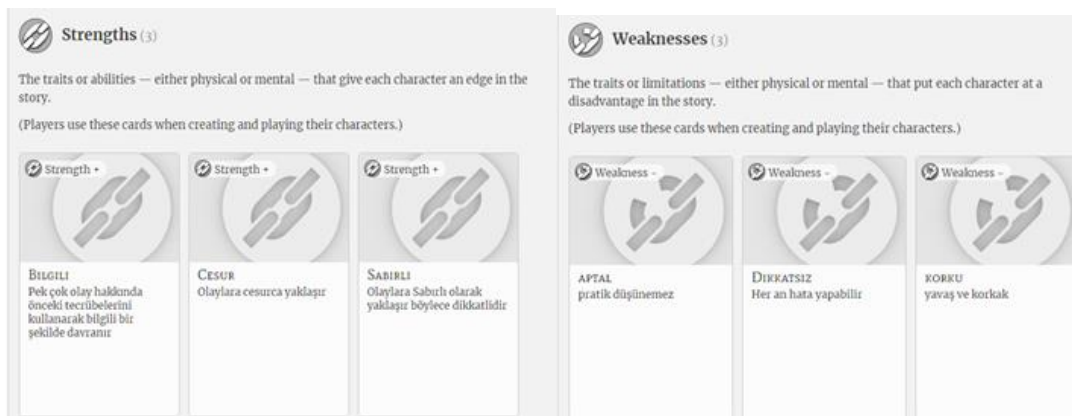 Strengths (3)
The traits or abilities — either physical or mental — that give each character an edge in the
story.
(Players use these cards when creating and playing their characters.)
Strength +
Strength +
Strength +
BILGILI
Pek çok olay hakkında
önceki tecrübelerini
kullanarak bilgili bir
şekilde davranır
CESUR
Olaylara cesurca yaklaşır
SABIRLI
Olaylara Sabırlı olarak
yaklaşır böylece dikkatlidir
Weaknesses (3)
The traits or limitations — either physical or mental — that put each character at a
disadvantage in the story.
(Players use these cards when creating and playing their characters.)
Weakness -
Weakness -
Weakness -
APTAL
pratik düşünemez
DIKKATSIZ
Her an hata yapabilir
KORKU
yavaş ve korkak